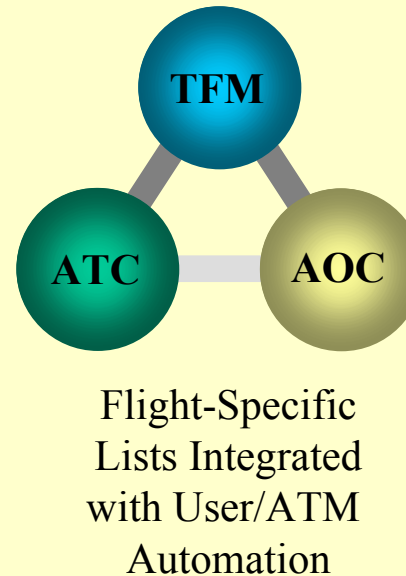 TFM
ATC
AOC
Flight-Specific
Lists Integrated
with User/ATM
Automation